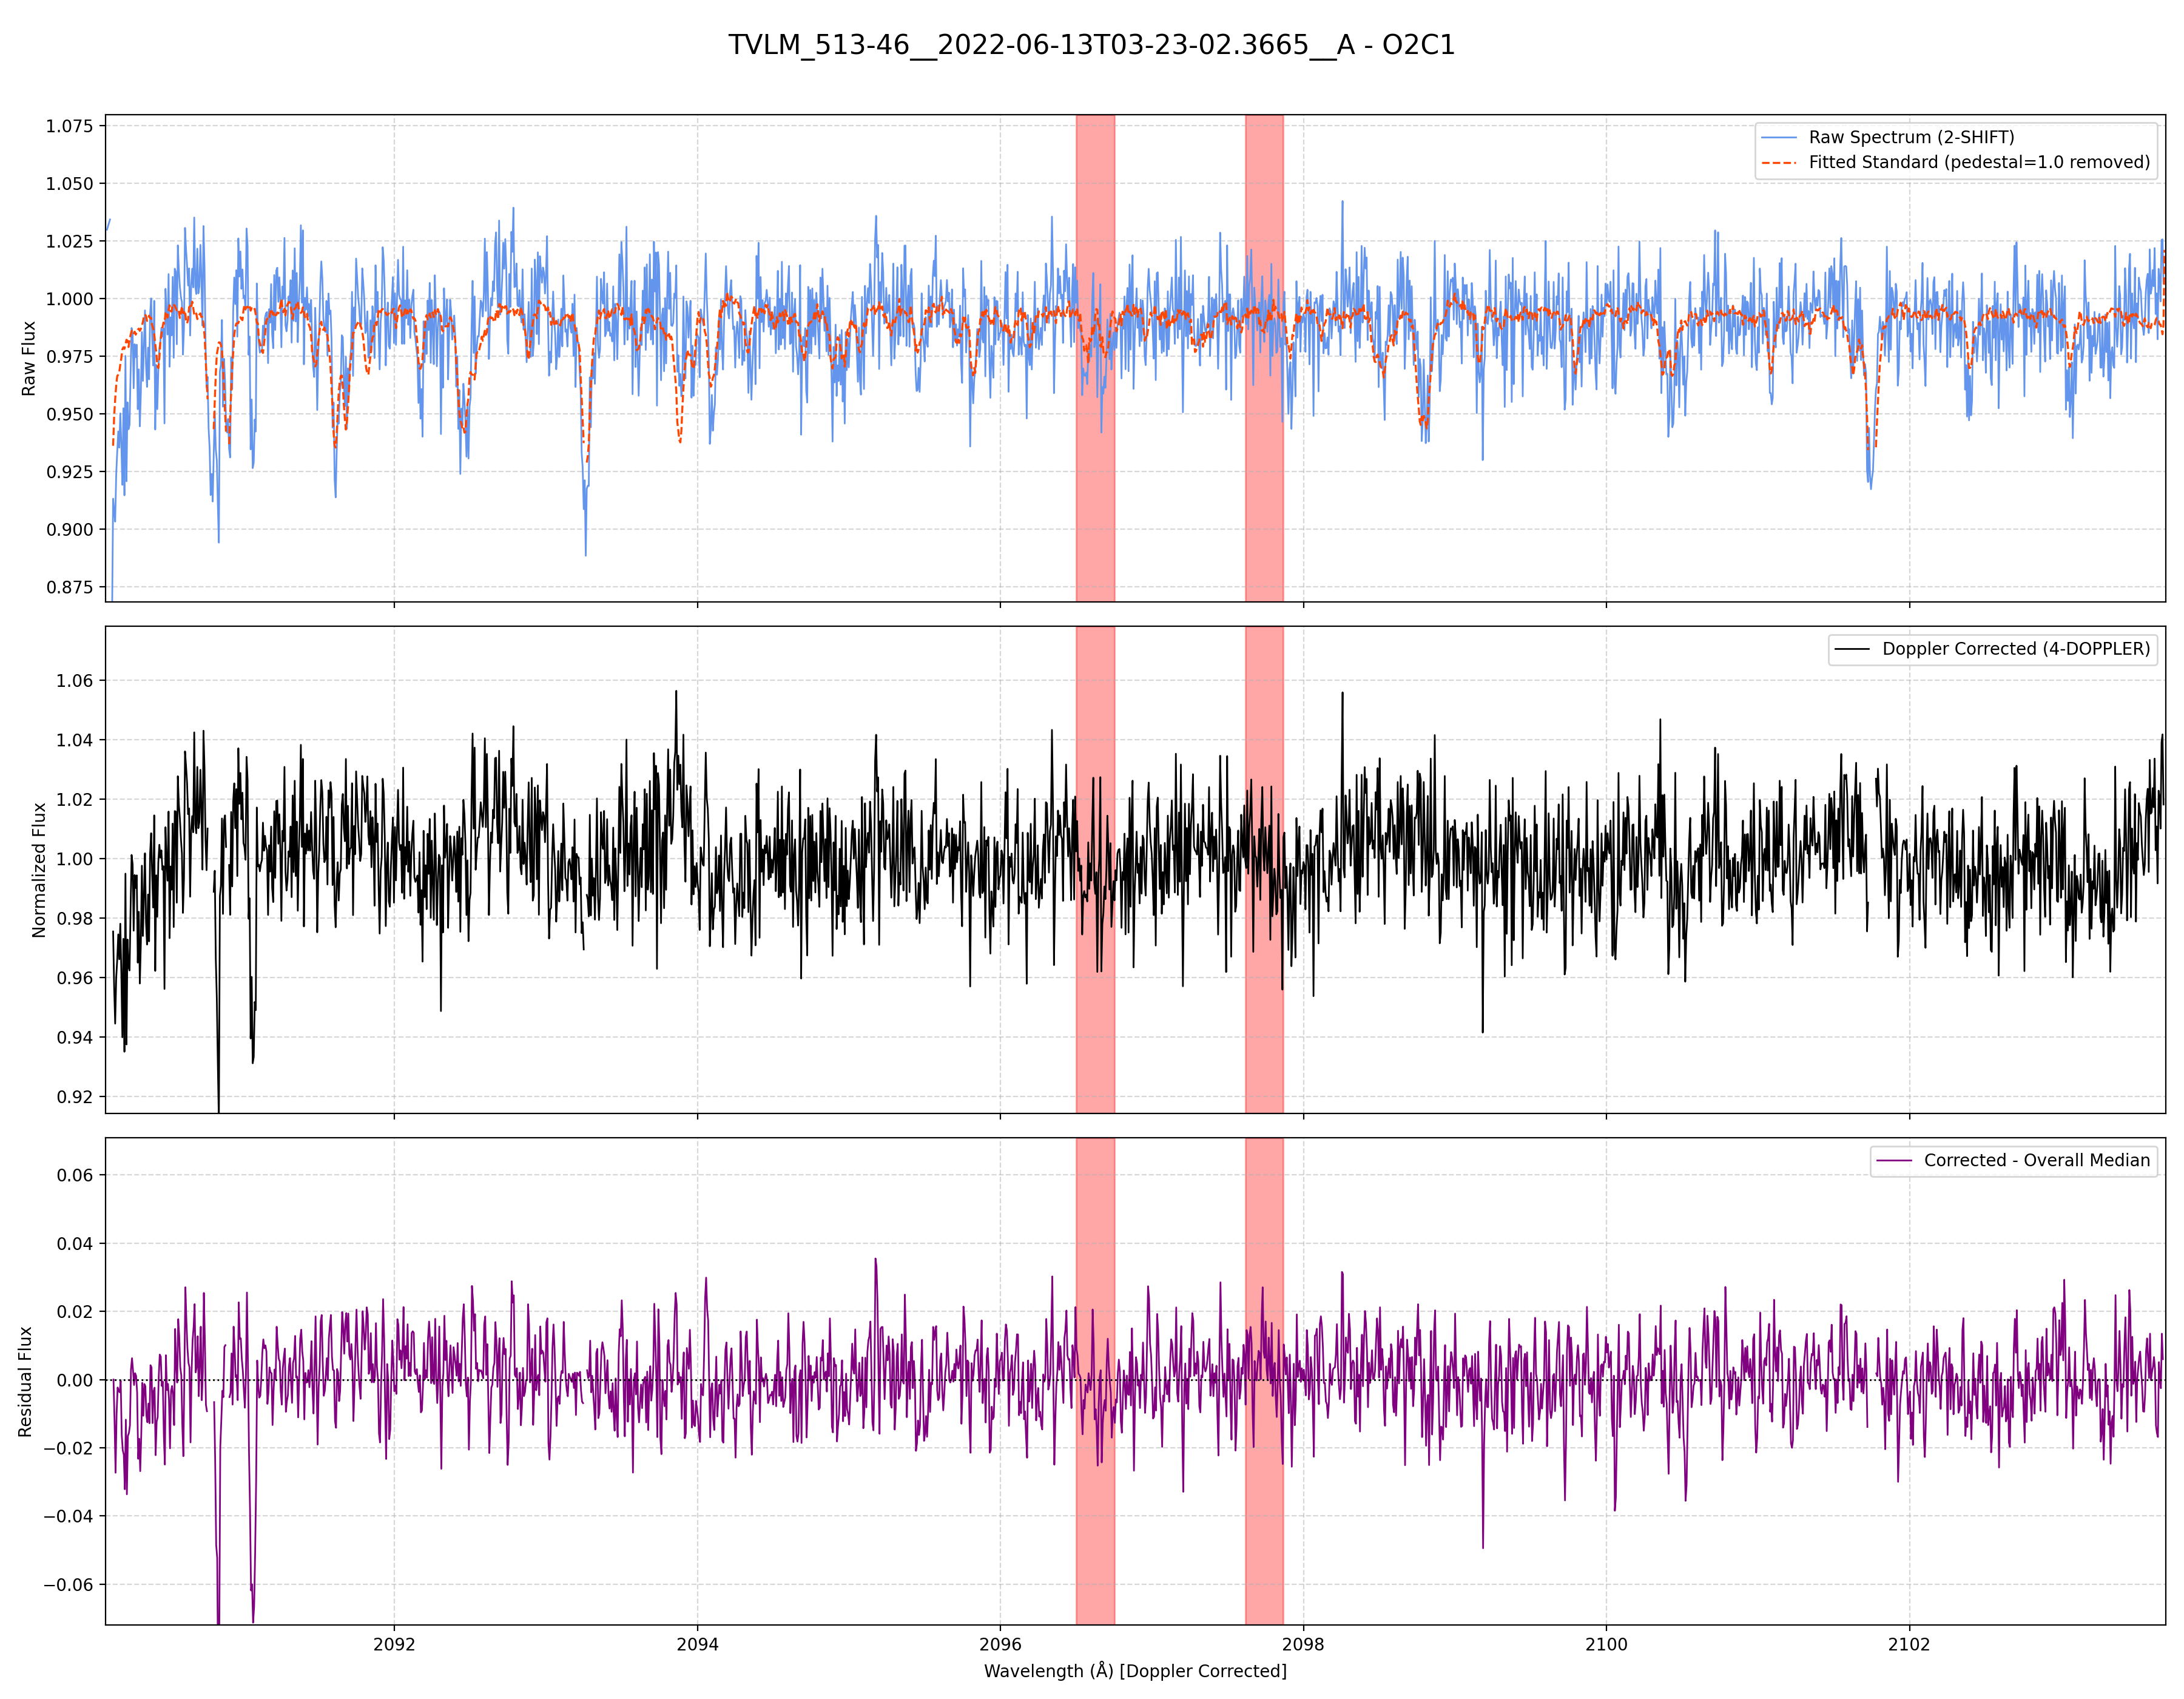 TVLM_513-46__2022-06-13T03-23-02.3665__A - O2C1
Raw Flux
1.075
1.050
1.025
1.000
0.975
0.950
0.925
0.900
0.875
Raw Spectrum (2-SHIFT)
Fitted Standard (pedestal=1.0 removed)
Normalized Flux
1.06
1.04
1.02
1.00
0.98
0.96
0.94
0.92
Doppler Corrected (4-DOPPLER)
Residual Flux
0.06
0.04
0.02
0.00
−0.02
−0.04
−0.06
Corrected - Overall Median
2092 2094 2096 2098 2100 2102
Wavelength (Å) [Doppler Corrected]